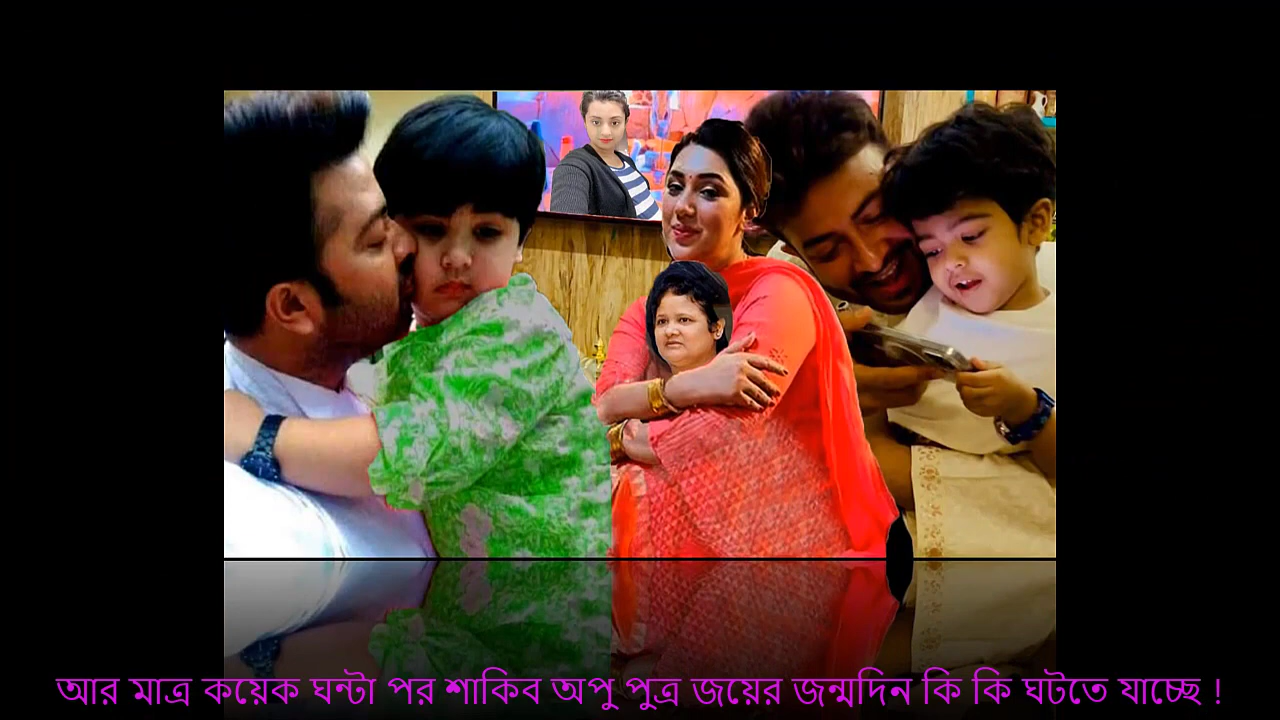 আর মাত্র কয়েক ঘন্টা পর শাকিব অপু পুত্র জয়ের জন্মদিন কি কি ঘটতে যাচ্ছে !